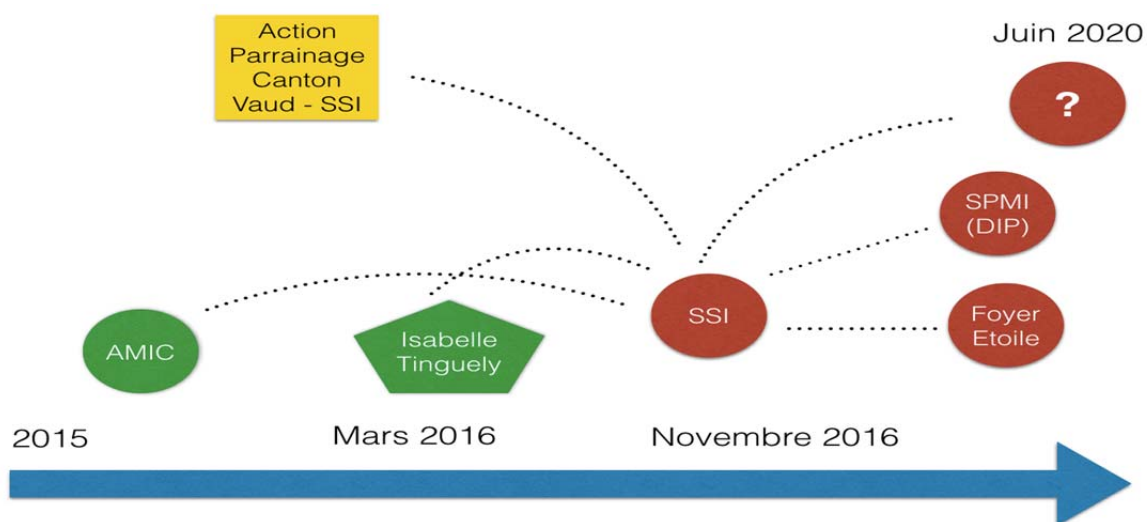 Action
Parrainage
Canton
Vaud - SSI
Juin 2020
?
SPMI
(DIP)
SSI
Foyer
Etoile
AMIC
Isabelle
Tinguely
2015
Mars 2016
Novembre 2016